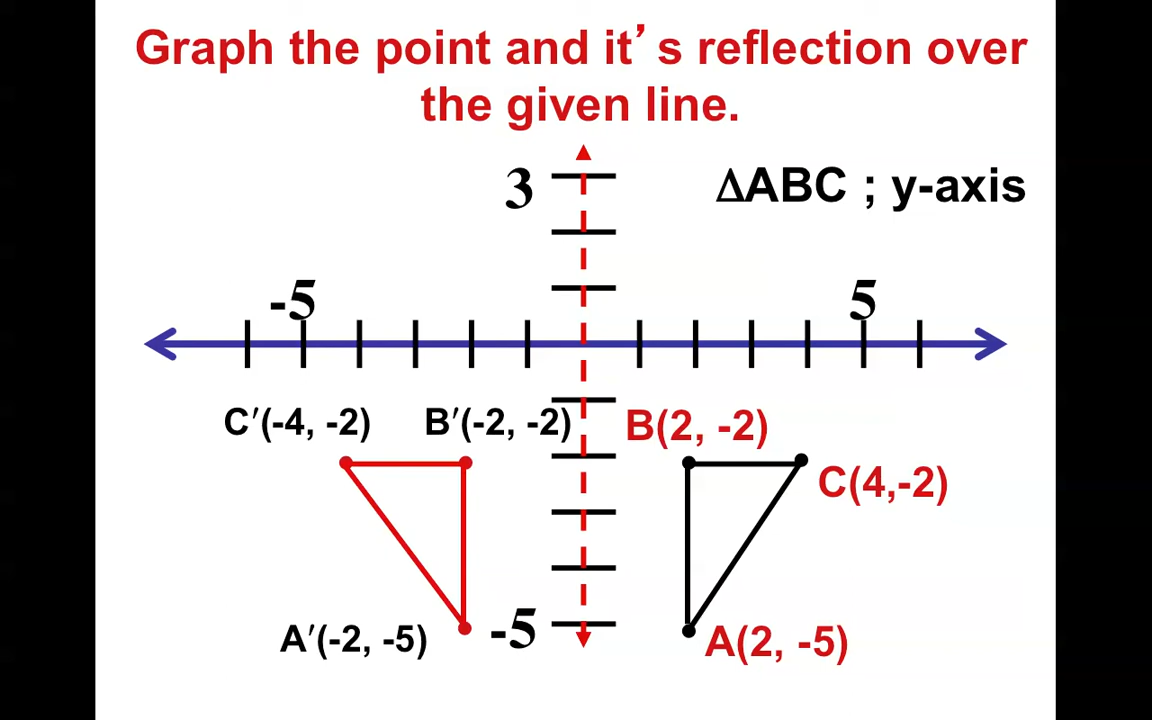 Graph the point and it’s reflection over
the given line.
3
ΔABC ; y-axis
-5
5
C′(-4, -2)
B′(-2, -2)
B(2, -2)
C(4,-2)
A′(-2, -5)
-5
A(2, -5)